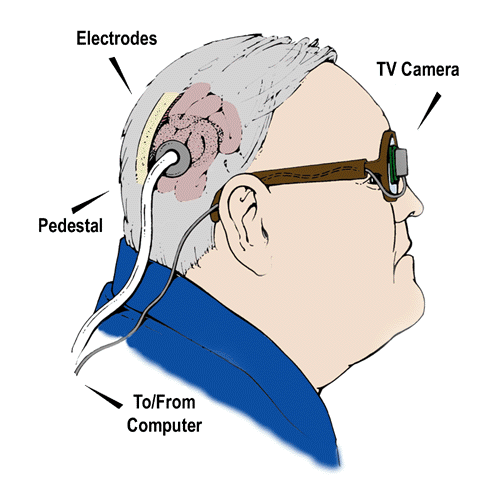 Electrodes
TV Camera
Pedestal
To/From
Computer